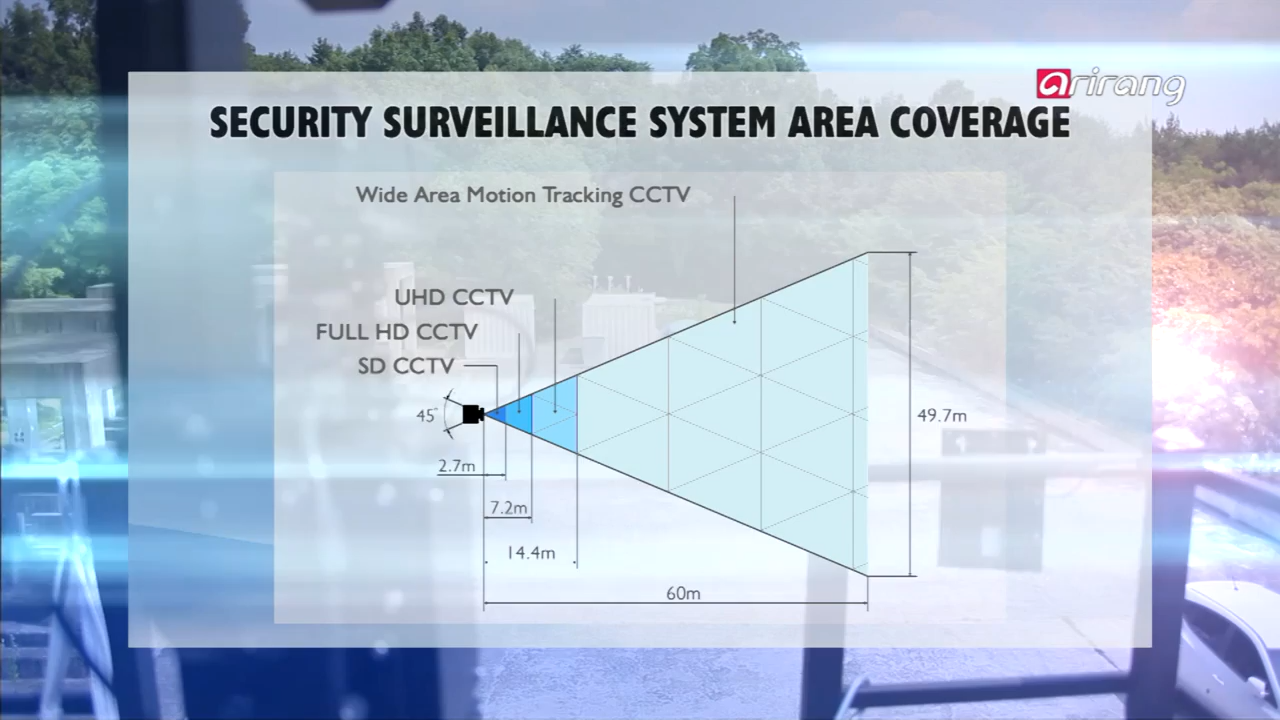 arirang
SECURITY SURVEILLANCE SYSTEM AREA COVERAGE
Wide Area Motion Tracking CCTV
UHD CCTV
FULL HD CCTV
SD CCTV
45°
49.7m
2.7m
7.2m
14.4m
60m